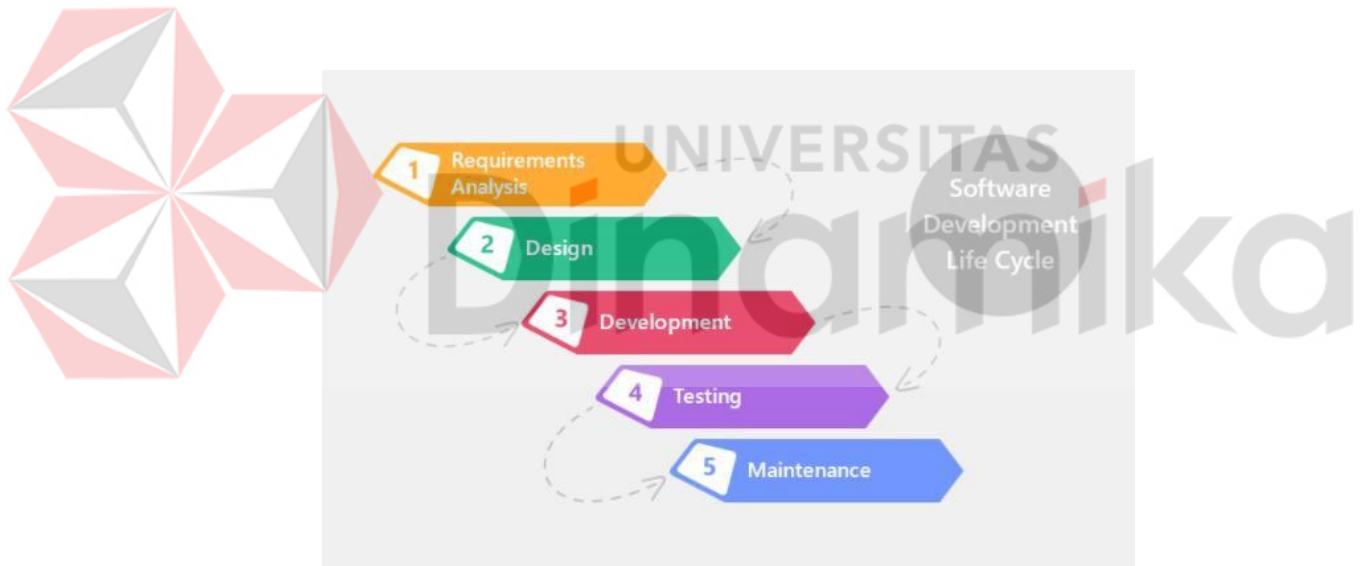 UNIVERSITAS
Dinamika
1
Requirements
Analysis
2
Design
3
Development
4
Testing
5
Maintenance
Software
Development
Life Cycle